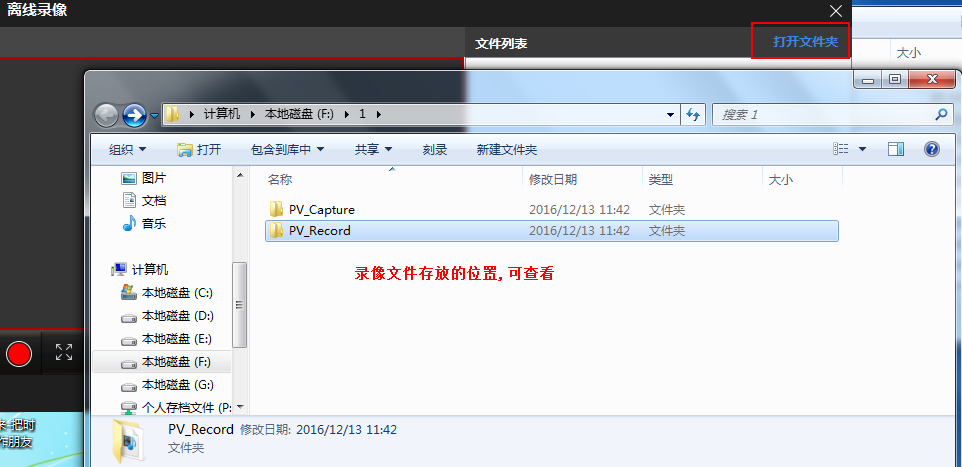 离线录像
文件列表
打开文件夹
大小
计算机 本地磁盘 (F:) 1
搜索 1
组织 打开 包含到库中 共享 刻录 新建文件夹
图片
文档
音乐
计算机
本地磁盘 (C:)
本地磁盘 (D:)
本地磁盘 (E:)
本地磁盘 (F:)
本地磁盘 (G:)
个人存档文件 (P:
名称 修改日期 类型 大小
PV_Capture 2016/12/13 11:42 文件夹
PV_Record 2016/12/13 11:42 文件夹
录像文件存放的位置, 可查看
PV_Record 修改日期: 2016/12/13 11:42
文件夹
把时
作朋友